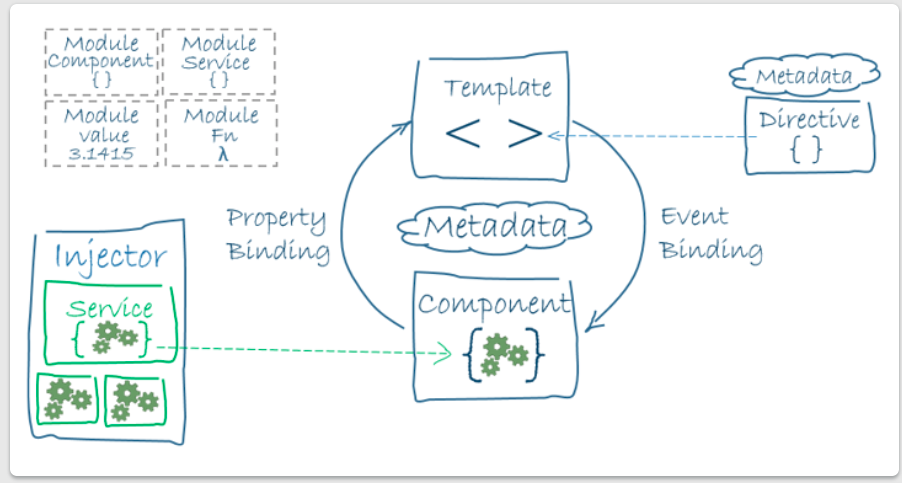 Module
Component
{ }
Module
Service
{ }
Module
value
3.1415
Module
Fn
λ
Template
< >
Metadata
Directive
{ }
Property
Binding
Metadata
Event
Binding
Injector
Service
{ }
Component
{ }